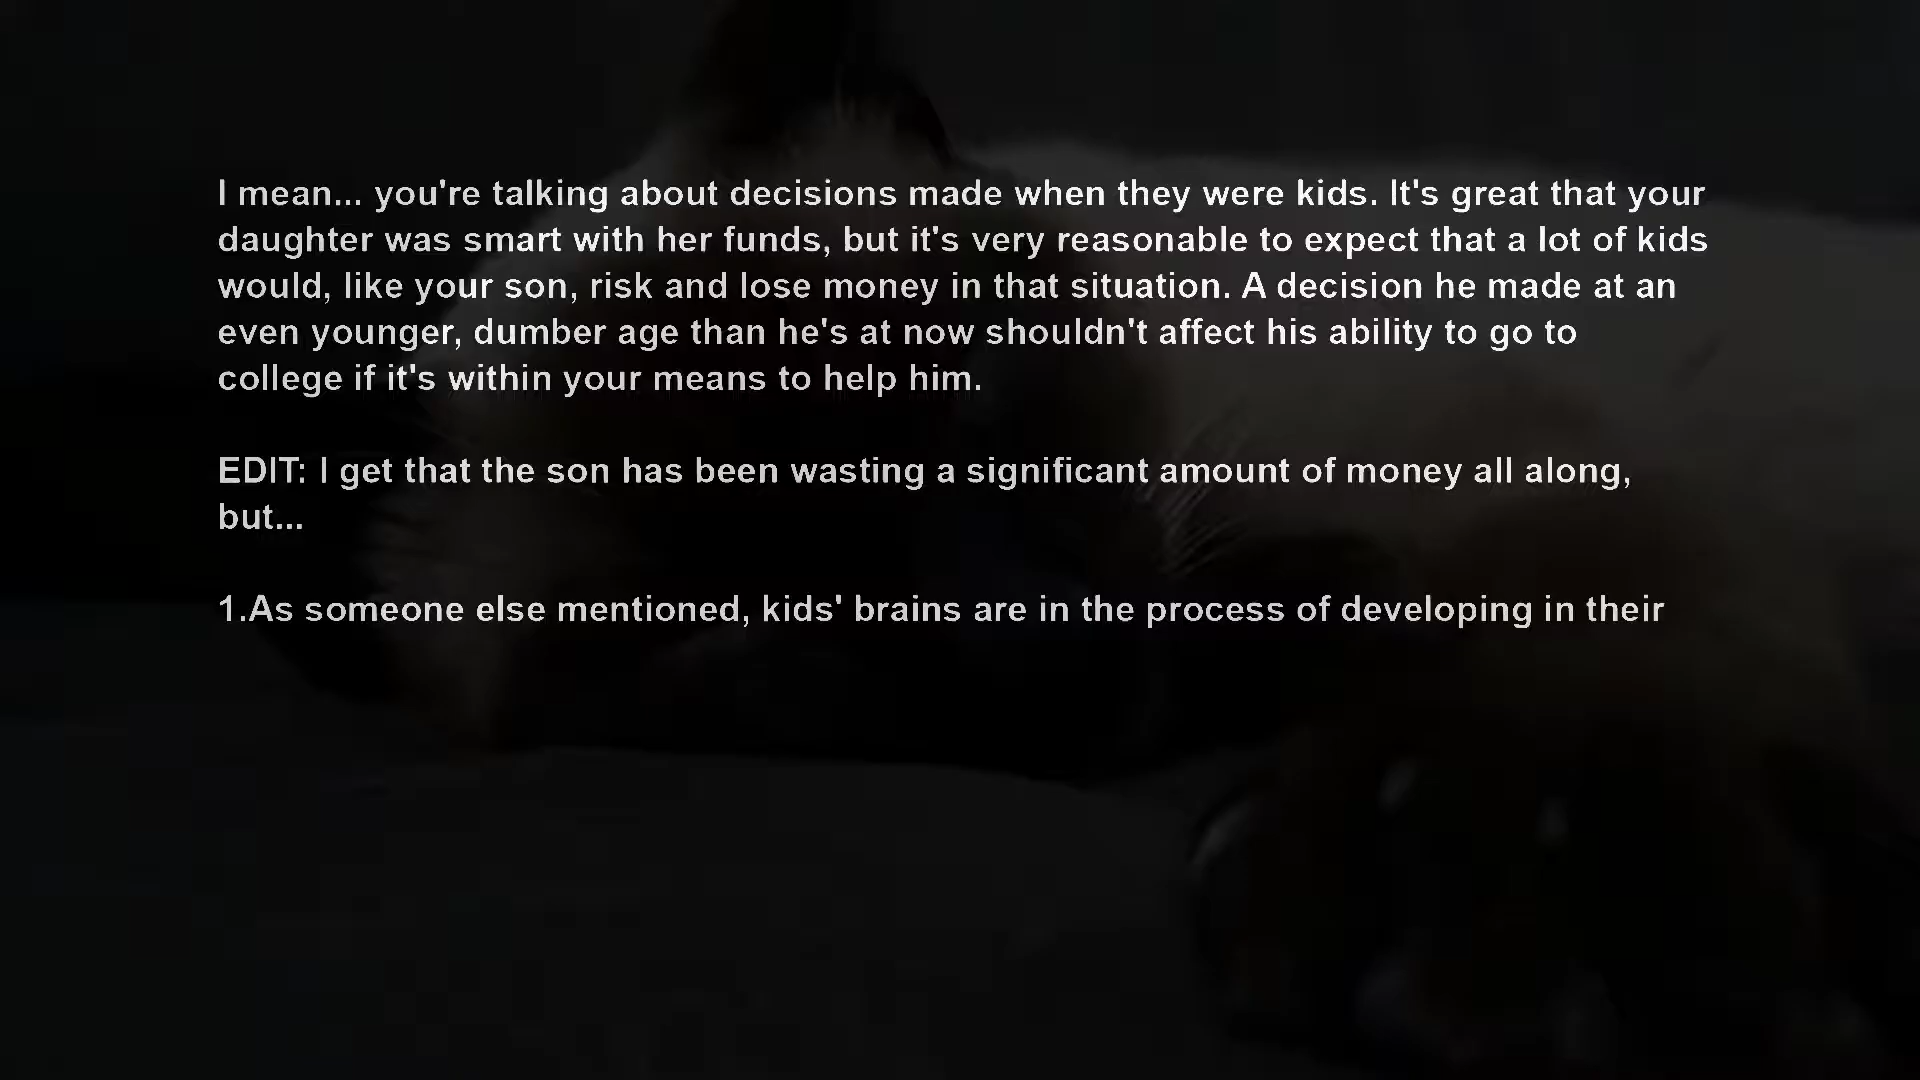 I mean... you're talking about decisions made when they were kids. It's great that your
daughter was smart with her funds, but it's very reasonable to expect that a lot of kids
would, like your son, risk and lose money in that situation. A decision he made at an
even younger, dumber age than he's at now shouldn't affect his ability to go to
college if it's within your means to help him.
EDIT: I get that the son has been wasting a significant amount of money all along,
but...
1.As someone else mentioned, kids' brains are in the process of developing in their